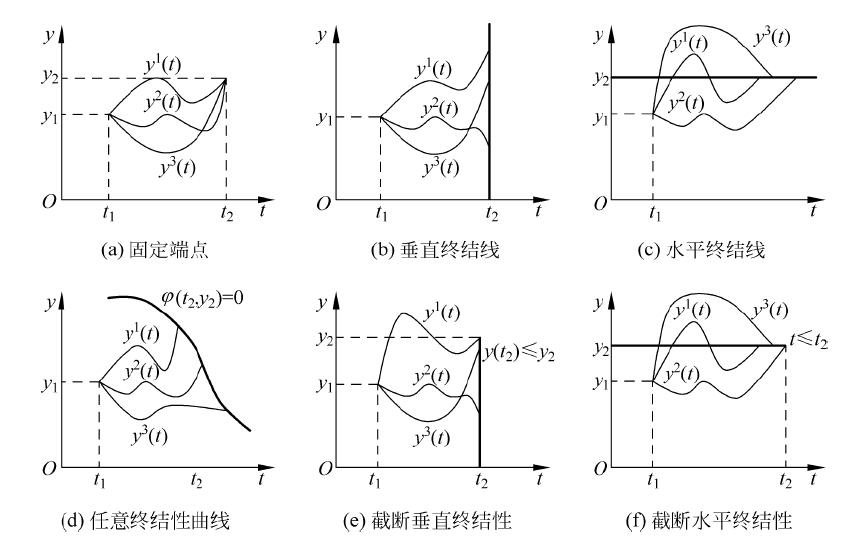 y
y¹(t)
y₂
y²(t)
y₁
y³(t)
O
t₁
t₂
t
(a) 固定端点
y
y¹(t)
y²(t)
y₁
y³(t)
O
t₁
t₂
t
(b) 垂直终结线
y
y¹(t)
y³(t)
y₂
y²(t)
y₁
O
t₁
t
(c) 水平终结线
y
φ(t₂,y₂)=0
y¹(t)
y₁
y²(t)
y³(t)
O
t₁
t₂
t
(d) 任意终结性曲线
y
y¹(t)
y₂
y(t₂)≤y₂
y₁
y²(t)
y³(t)
O
t₁
t₂
t
(e) 截断垂直终结性
y
y¹(t)
y³(t)
t≤t₂
y₂
y²(t)
y₁
O
t₁
t₂
t
(f) 截断水平终结性